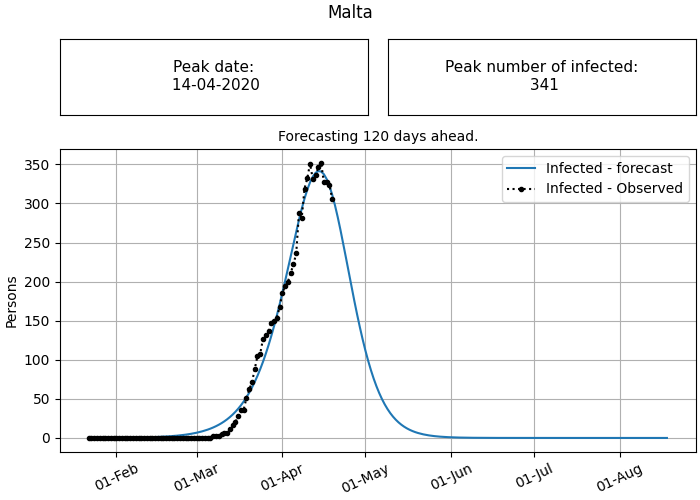 Malta
Peak date:
14-04-2020
Peak number of infected:
341
Forecasting 120 days ahead.
Infected - forecast
Infected - Observed
Persons
350
300
250
200
150
100
50
0
01-Feb
01-Mar
01-Apr
01-May
01-Jun
01-Jul
01-Aug